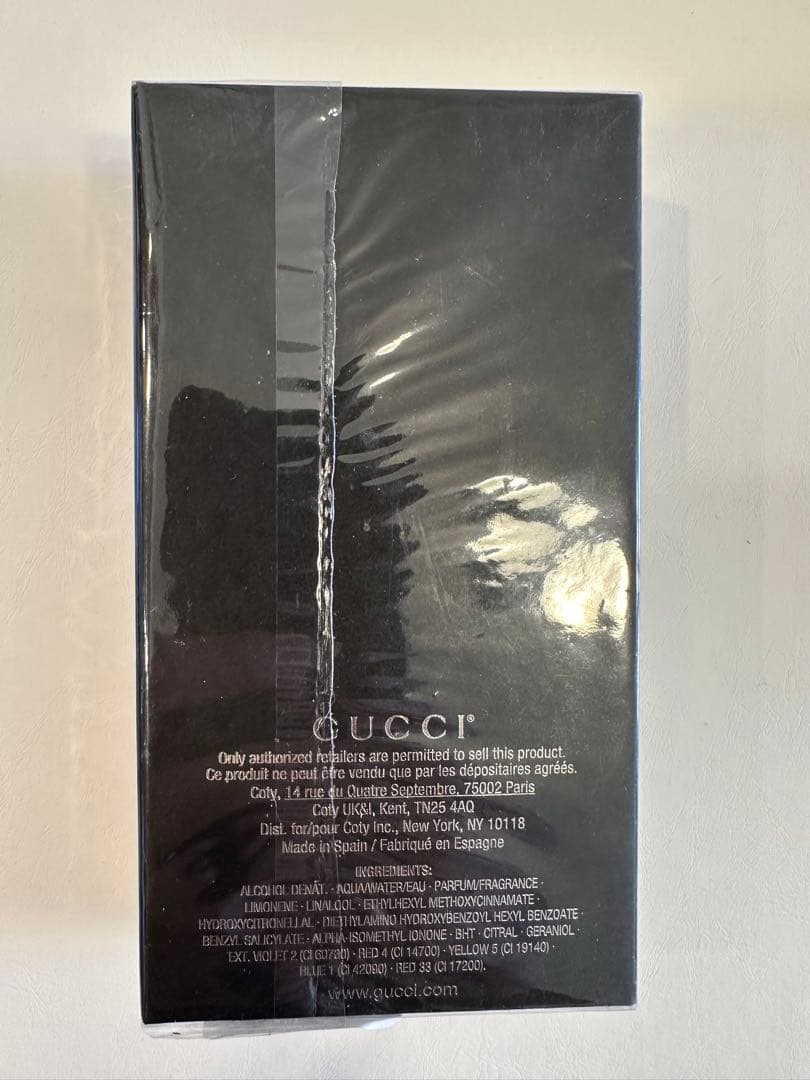 GUCCI®
Only authorized retailers are permitted to sell this product.
Ce produit ne peut être vendu que par les dépositaires agréés.
Coty, 14 rue du Quatre Septembre, 75002 Paris
Coty UK&I, Kent, TN25 4AQ
Dist. for/pour Coty Inc., New York, NY 10118
Made in Spain / Fabriqué en Espagne
INGREDIENTS:
ALCOHOL DENAT. · AQUA/WATER/EAU · PARFUM/FRAGRANCE ·
LIMONENE · LINALOOL · ETHYLHEXYL METHOXYCINNAMATE ·
HYDROXYCITRONELLAL · DIETHYLAMINO HYDROXYBENZOYL HEXYL BENZOATE ·
BENZYL SALICYLATE · ALPHA-ISOMETHYL IONONE · BHT · CITRAL · GERANIOL ·
EXT. VIOLET 2 (CI 60730) · RED 4 (CI 14700) · YELLOW 5 (CI 19140) ·
BLUE 1 (CI 42090) · RED 33 (CI 17200).
www.gucci.com